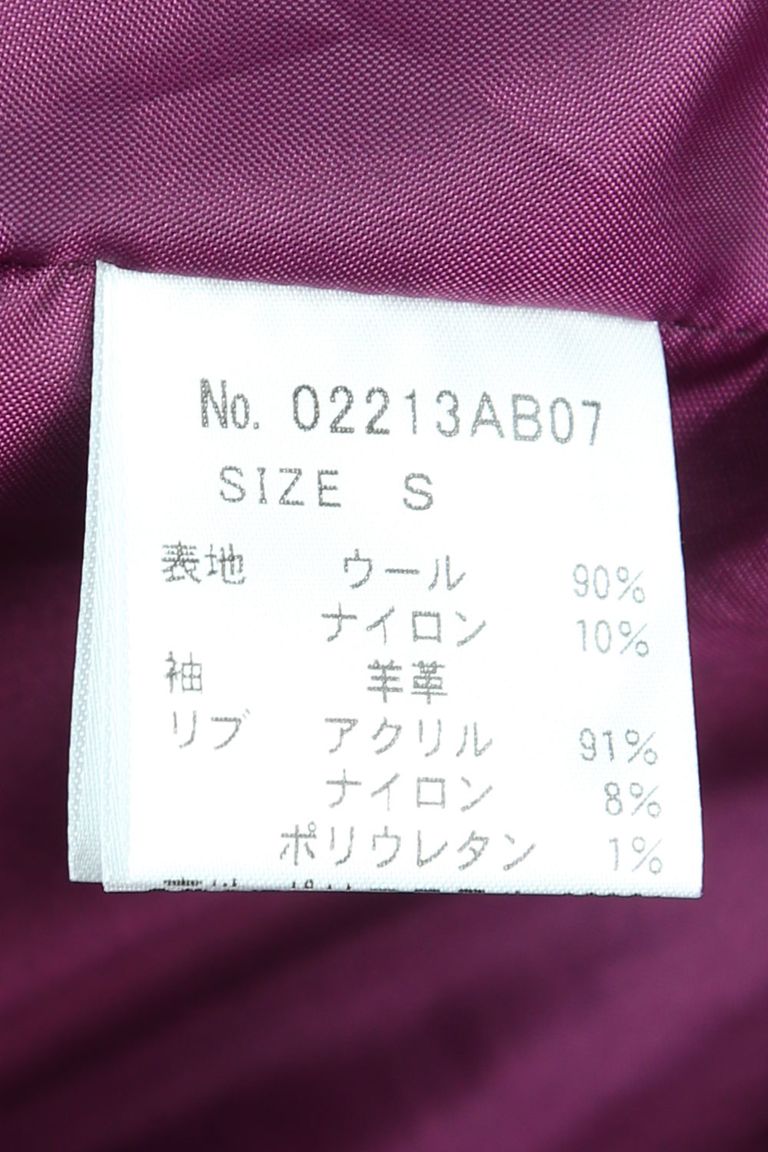 No. 02213AB07
SIZE S
表地 ウール 90%
ナイロン 10%
袖 羊革
リブ アクリル 91%
ナイロン 8%
ポリウレタン 1%